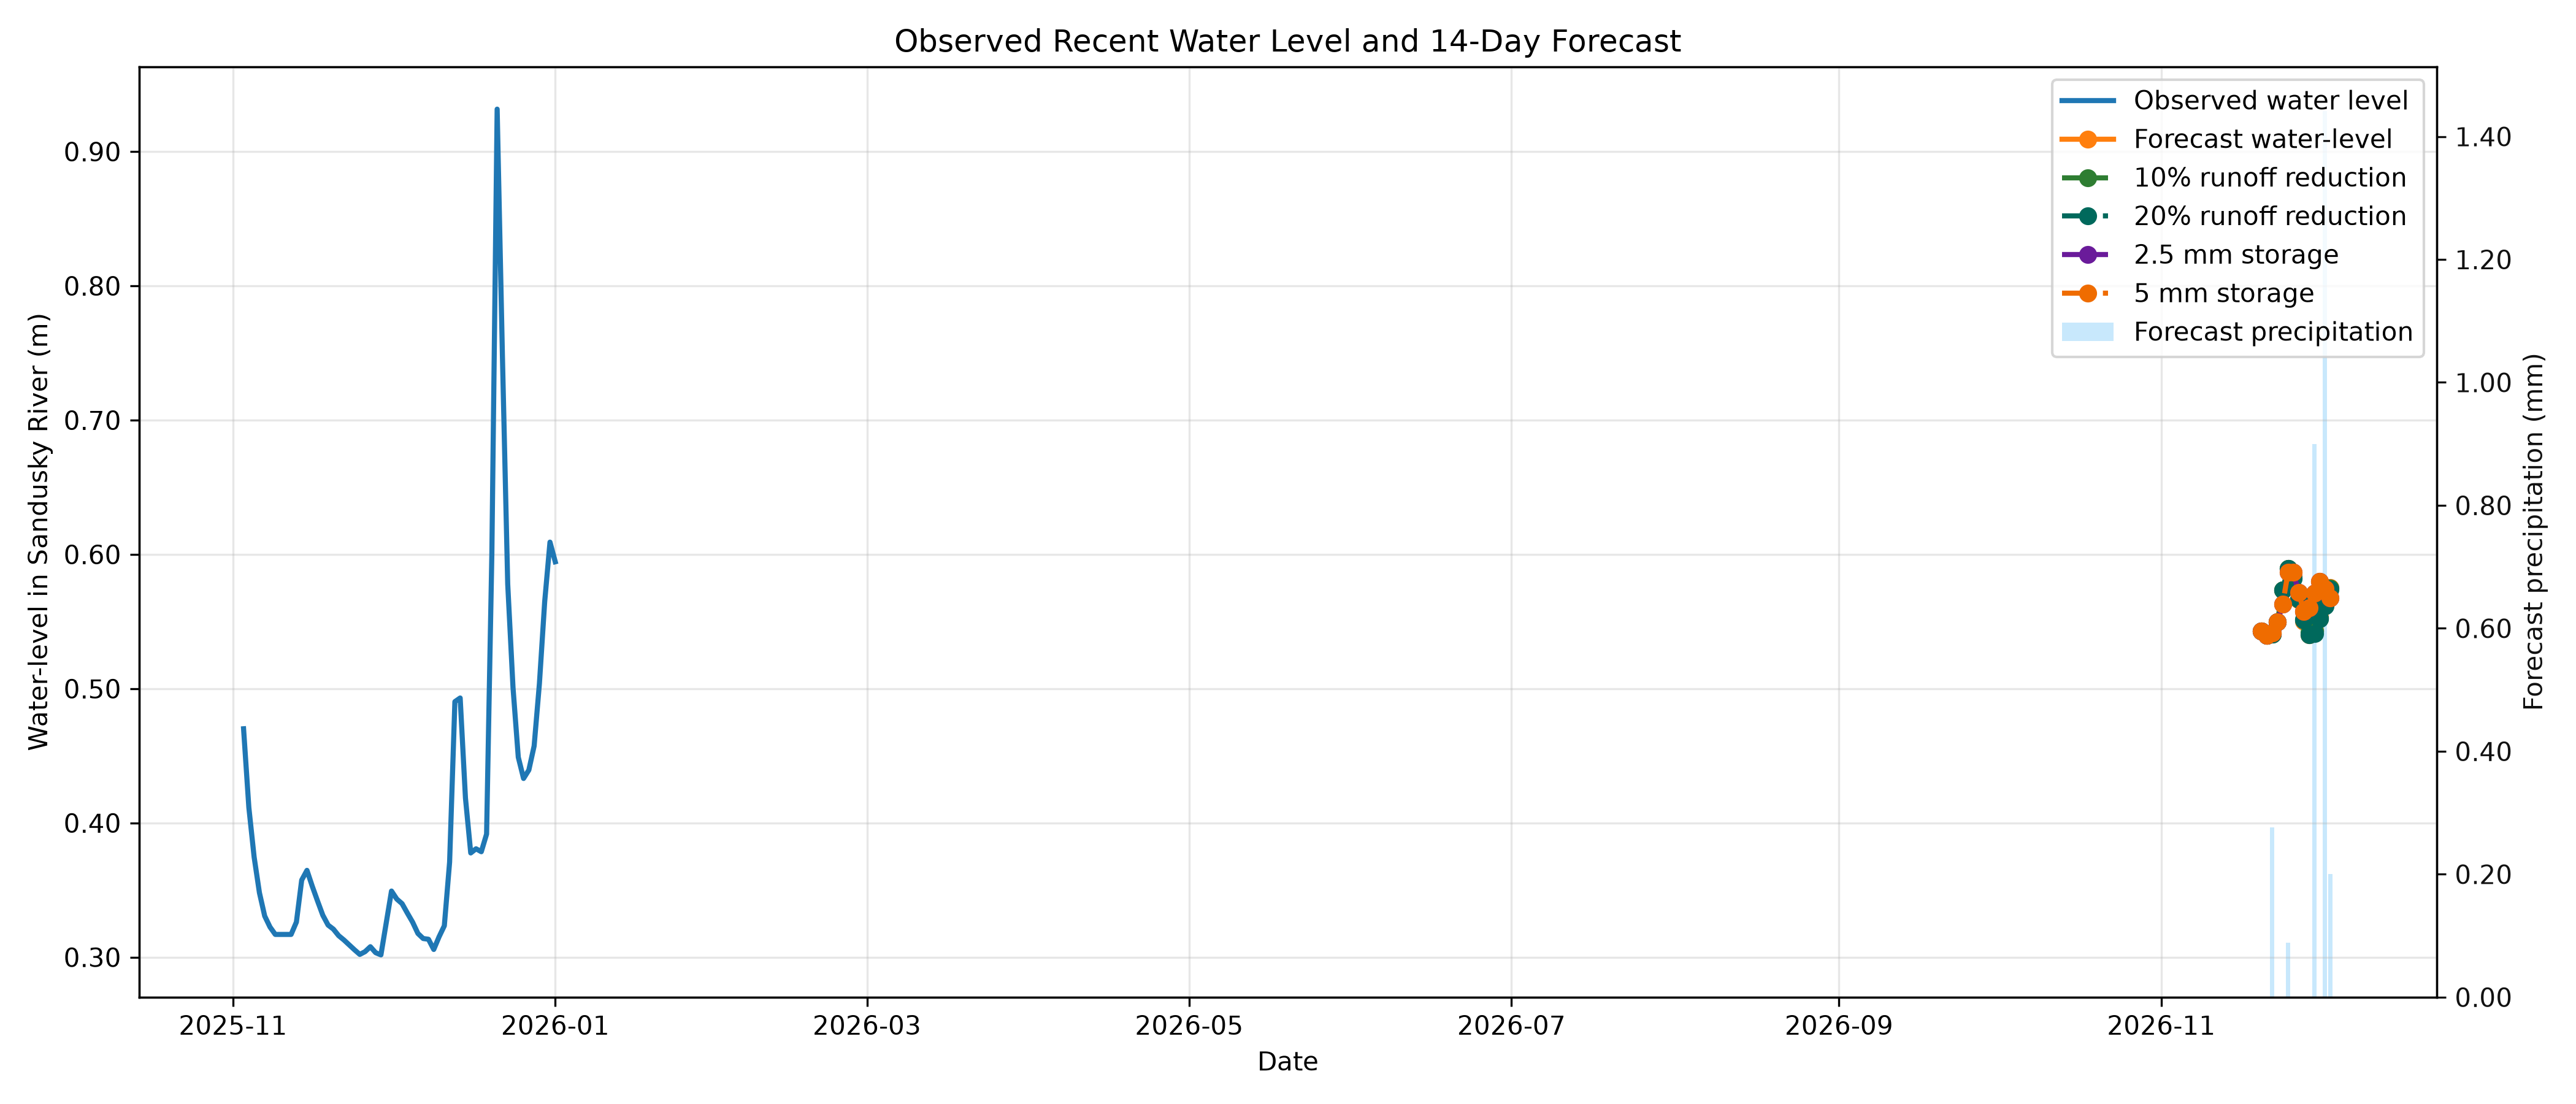 Observed Recent Water Level and 14-Day Forecast
Observed water level
Forecast water-level
10% runoff reduction
20% runoff reduction
2.5 mm storage
5 mm storage
Forecast precipitation
Water-level in Sandusky River (m)
0.90
0.80
0.70
0.60
0.50
0.40
0.30
1.40
1.20
1.00
0.80
0.60
0.40
0.20
0.00
Forecast precipitation (mm)
2025-11
2026-01
2026-03
2026-05
2026-07
2026-09
2026-11
Date